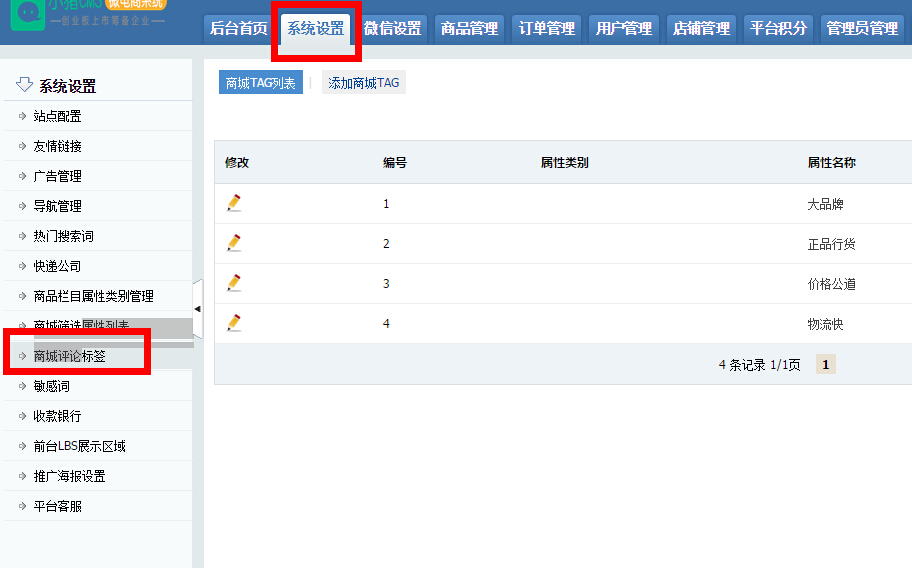 小猪CMS 微电商系统
创业板上市筹备企业
后台首页 系统设置 微信设置 商品管理 订单管理 用户管理 店铺管理 平台积分 管理员管理
系统设置
站点配置
友情链接
广告管理
导航管理
热门搜索词
快递公司
商品栏目属性类别管理
商城筛选属性列表
商城评论标签
敏感词
收款银行
前台LBS展示区域
推广海报设置
平台客服
商城TAG列表 | 添加商城TAG
修改 编号 属性类别 属性名称
1 大品牌
2 正品行货
3 价格公道
4 物流快
4 条记录 1/1页 1